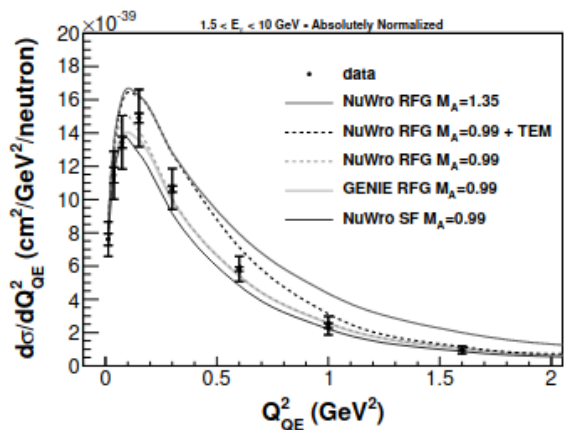 ×10⁻³⁹
1.5 < Eᵥ < 10 GeV • Absolutely Normalized
20
18
16
14
12
10
8
6
4
2
0
dσ/dQ²_QE (cm²/GeV²/neutron)
data
NuWro RFG M_A=1.35
NuWro RFG M_A=0.99 + TEM
NuWro RFG M_A=0.99
GENIE RFG M_A=0.99
NuWro SF M_A=0.99
0 0.5 1 1.5 2
Q²_QE (GeV²)